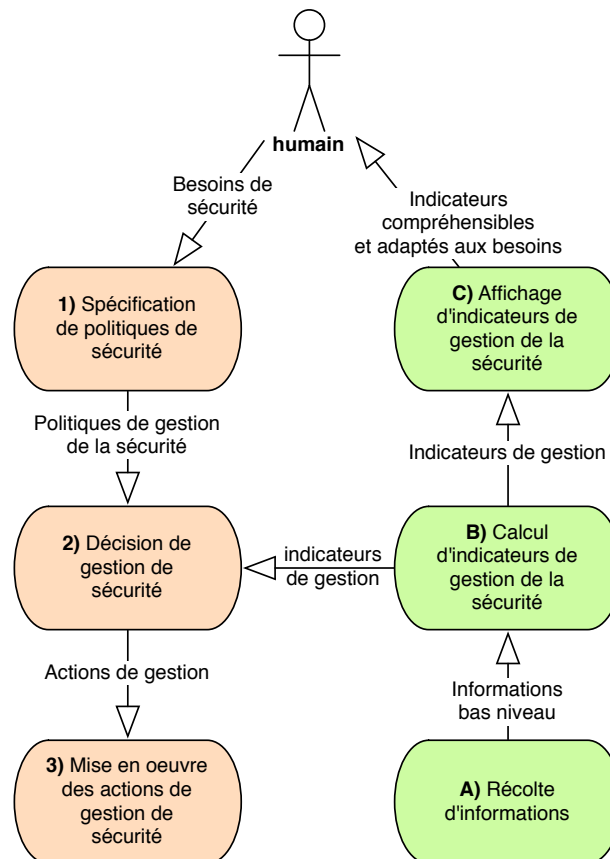 humain
Besoins de
sécurité
Indicateurs
compréhensibles
et adaptés aux besoins
1) Spécification
de politiques de
sécurité
C) Affichage
d'indicateurs de
gestion de la
sécurité
Politiques de gestion
de la sécurité
Indicateurs de gestion
2) Décision de
gestion de
sécurité
indicateurs
de gestion
B) Calcul
d'indicateurs de
gestion de la
sécurité
Actions de gestion
Informations
bas niveau
3) Mise en oeuvre
des actions de
gestion de
sécurité
A) Récolte
d'informations